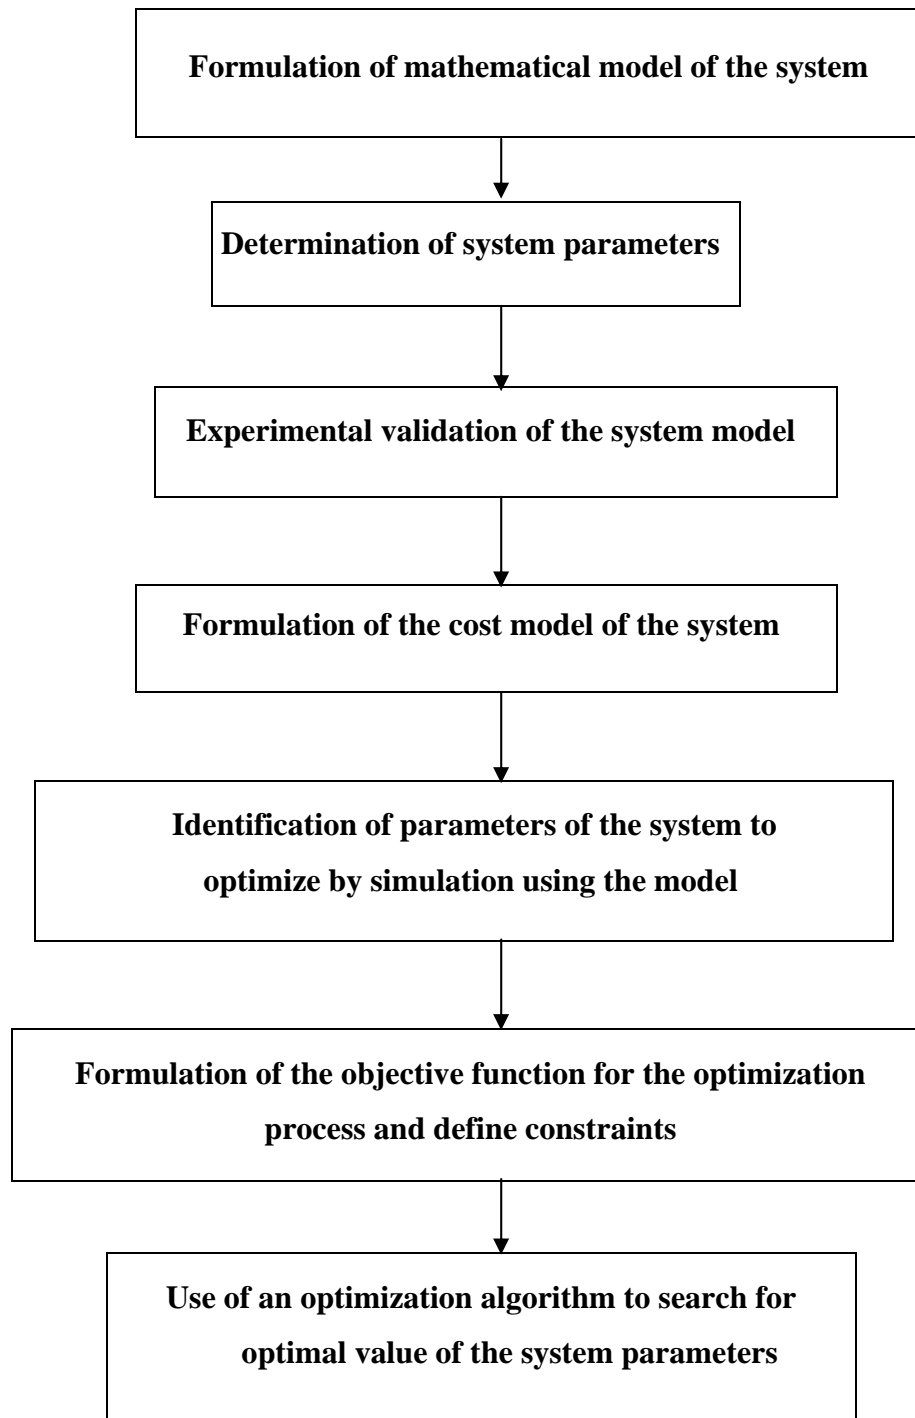 Formulation of mathematical model of the system
Determination of system parameters
Experimental validation of the system model
Formulation of the cost model of the system
Identification of parameters of the system to
optimize by simulation using the model
Formulation of the objective function for the optimization
process and define constraints
Use of an optimization algorithm to search for
optimal value of the system parameters